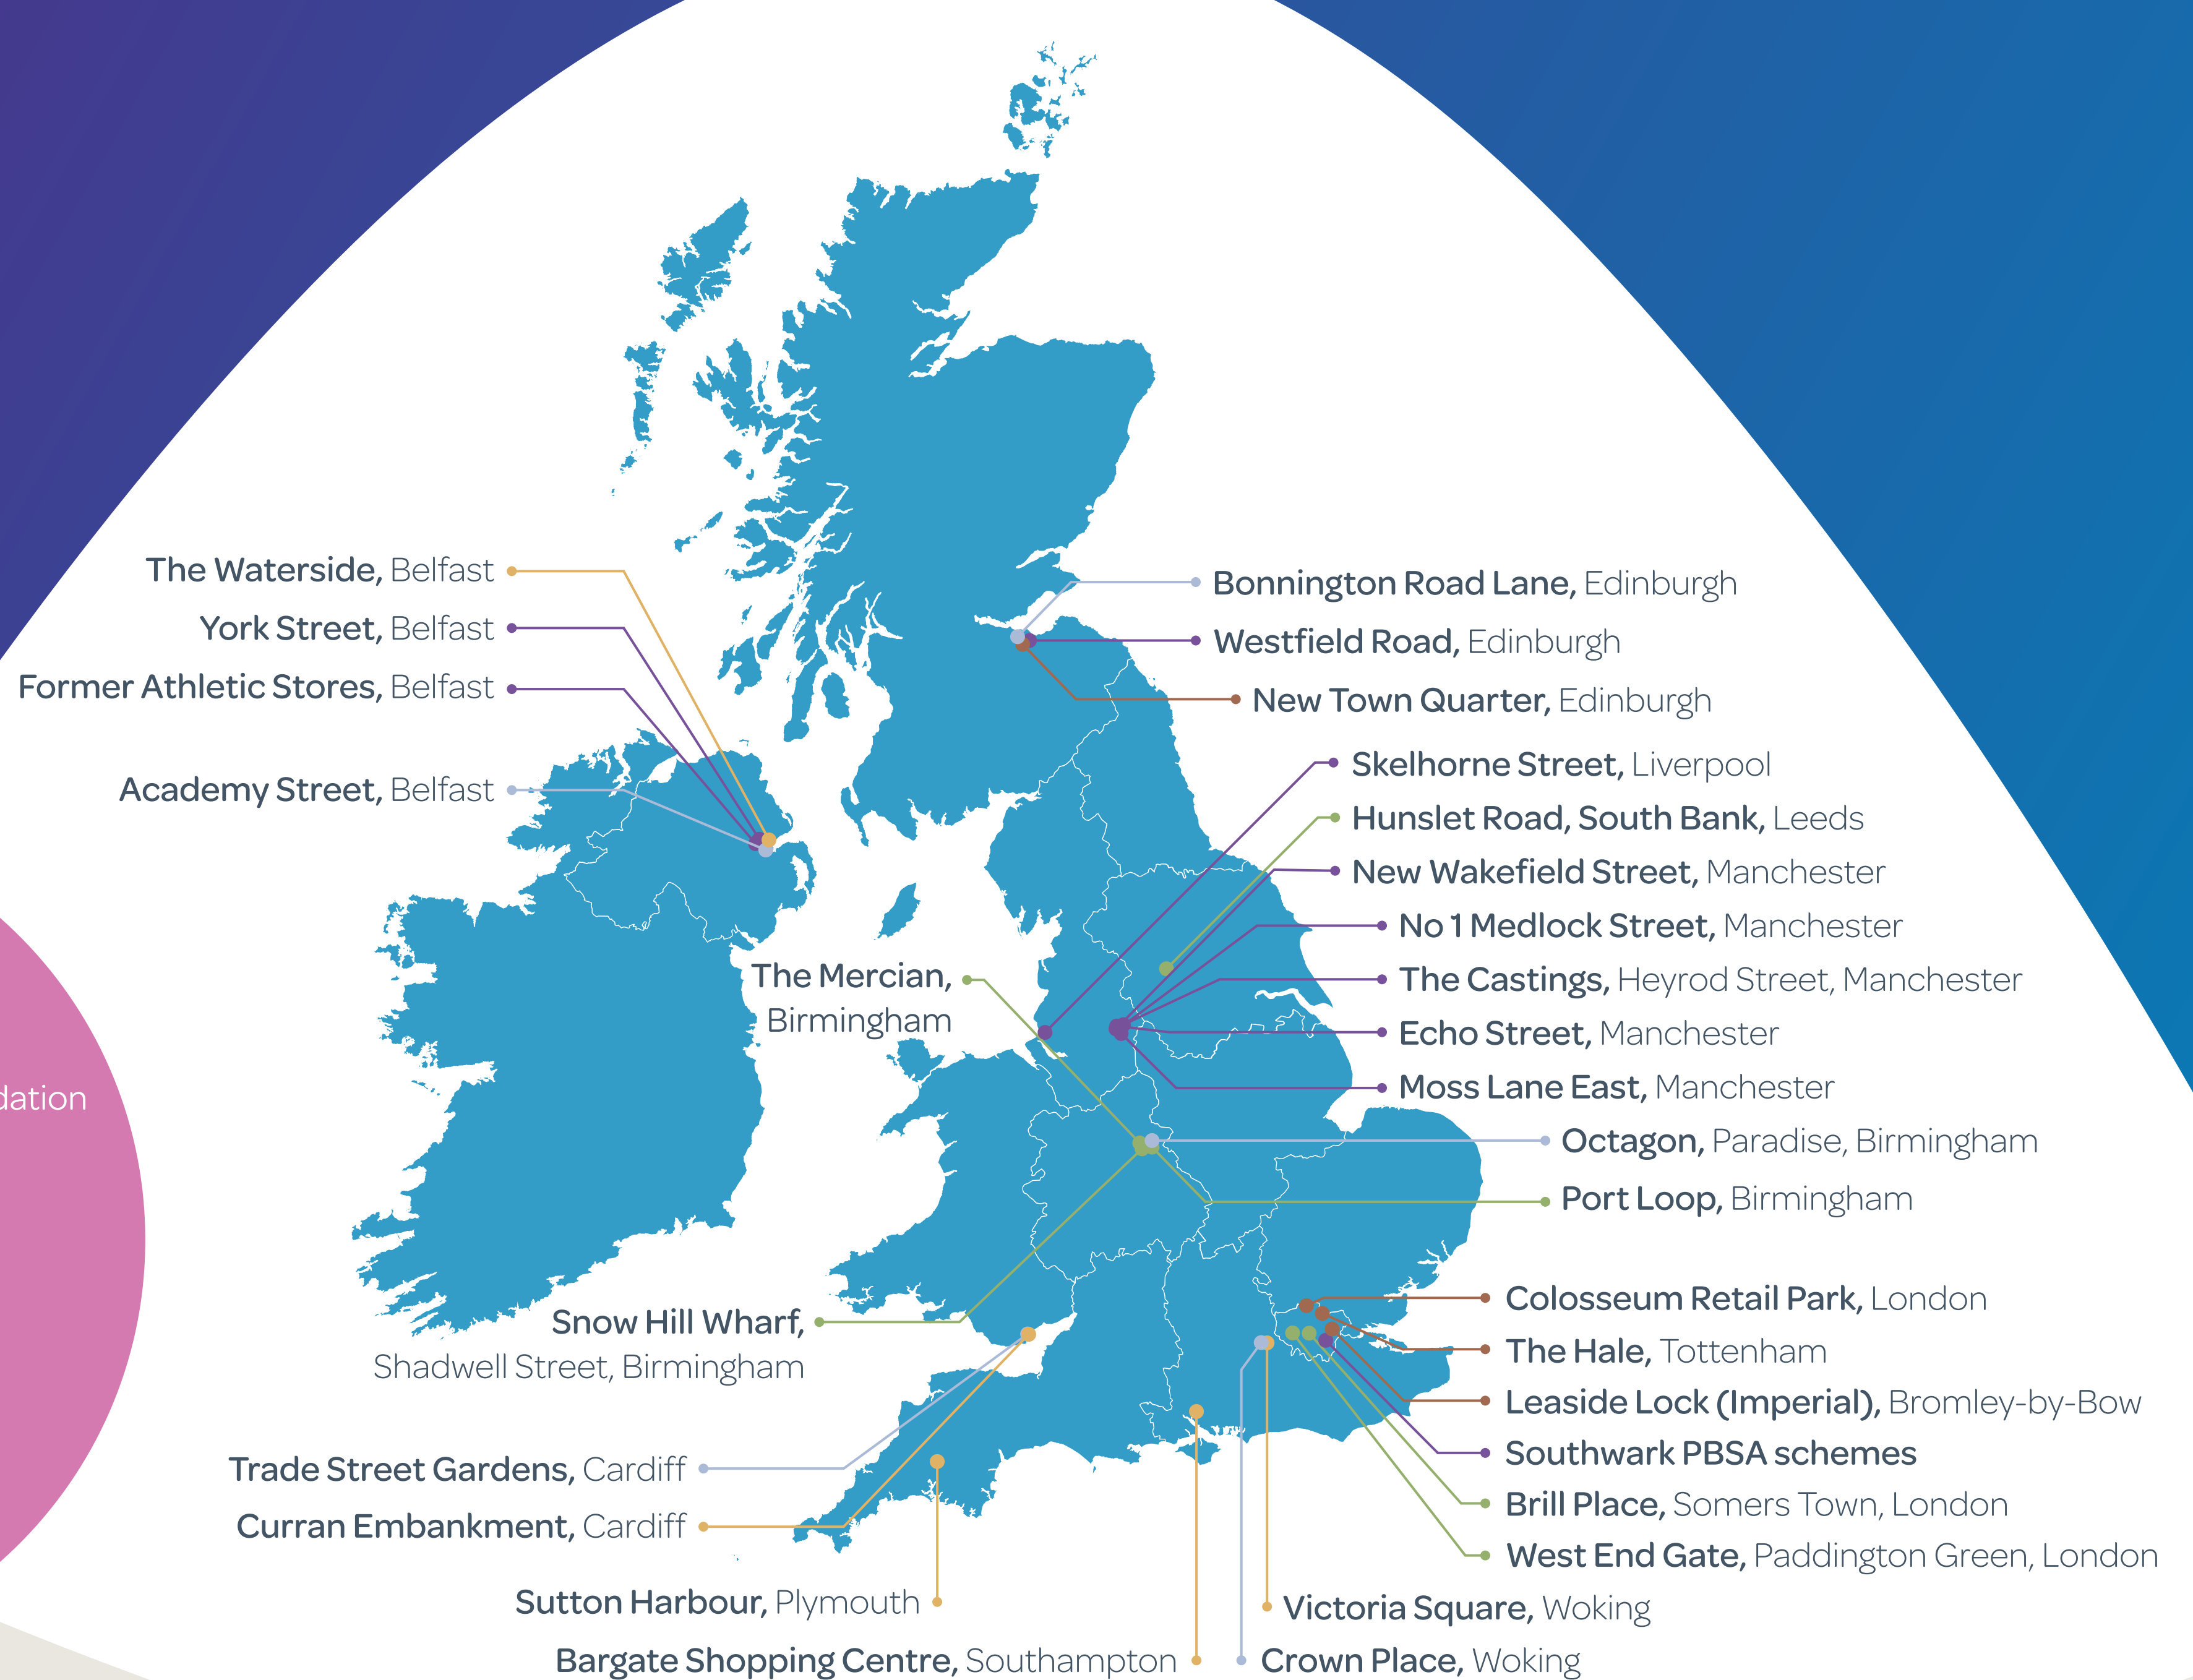 The Waterside, Belfast
York Street, Belfast
Former Athletic Stores, Belfast
Academy Street, Belfast
Bonnington Road Lane, Edinburgh
Westfield Road, Edinburgh
New Town Quarter, Edinburgh
Skelhorne Street, Liverpool
Hunslet Road, South Bank, Leeds
New Wakefield Street, Manchester
No 1 Medlock Street, Manchester
The Castings, Heyrod Street, Manchester
Echo Street, Manchester
Moss Lane East, Manchester
The Mercian,
Birmingham
dation
Octagon, Paradise, Birmingham
Port Loop, Birmingham
Snow Hill Wharf,
Shadwell Street, Birmingham
Colosseum Retail Park, London
The Hale, Tottenham
Leaside Lock (Imperial), Bromley-by-Bow
Southwark PBSA schemes
Brill Place, Somers Town, London
West End Gate, Paddington Green, London
Trade Street Gardens, Cardiff
Curran Embankment, Cardiff
Sutton Harbour, Plymouth
Bargate Shopping Centre, Southampton
Victoria Square, Woking
Crown Place, Woking